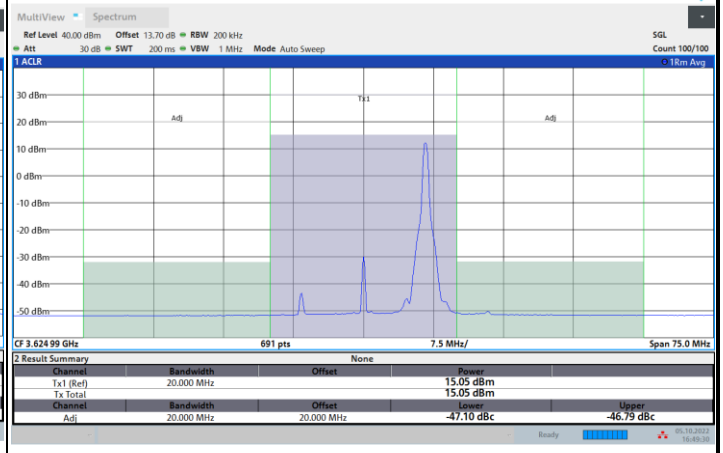 MultiView Spectrum
Ref Level 40.00 dBm Offset 13.70 dB RBW 200 kHz SGL
Att 30 dB SWT 200 ms VBW 1 MHz Mode Auto Sweep Count 100/100
1 ACLR 1Rm Avg
30 dBm
Tx1
Adj Adj
20 dBm
10 dBm
0 dBm
-10 dBm
-20 dBm
-30 dBm
-40 dBm
-50 dBm
CF 3.624 99 GHz 691 pts 7.5 MHz/ Span 75.0 MHz
2 Result Summary None
Channel Bandwidth Offset Power
Tx1 (Ref) 20.000 MHz 15.05 dBm
Tx Total 15.05 dBm
Channel Bandwidth Offset Lower Upper
Adj 20.000 MHz 20.000 MHz -47.10 dBc -46.79 dBc
Ready 05.10.2022
16:49:30